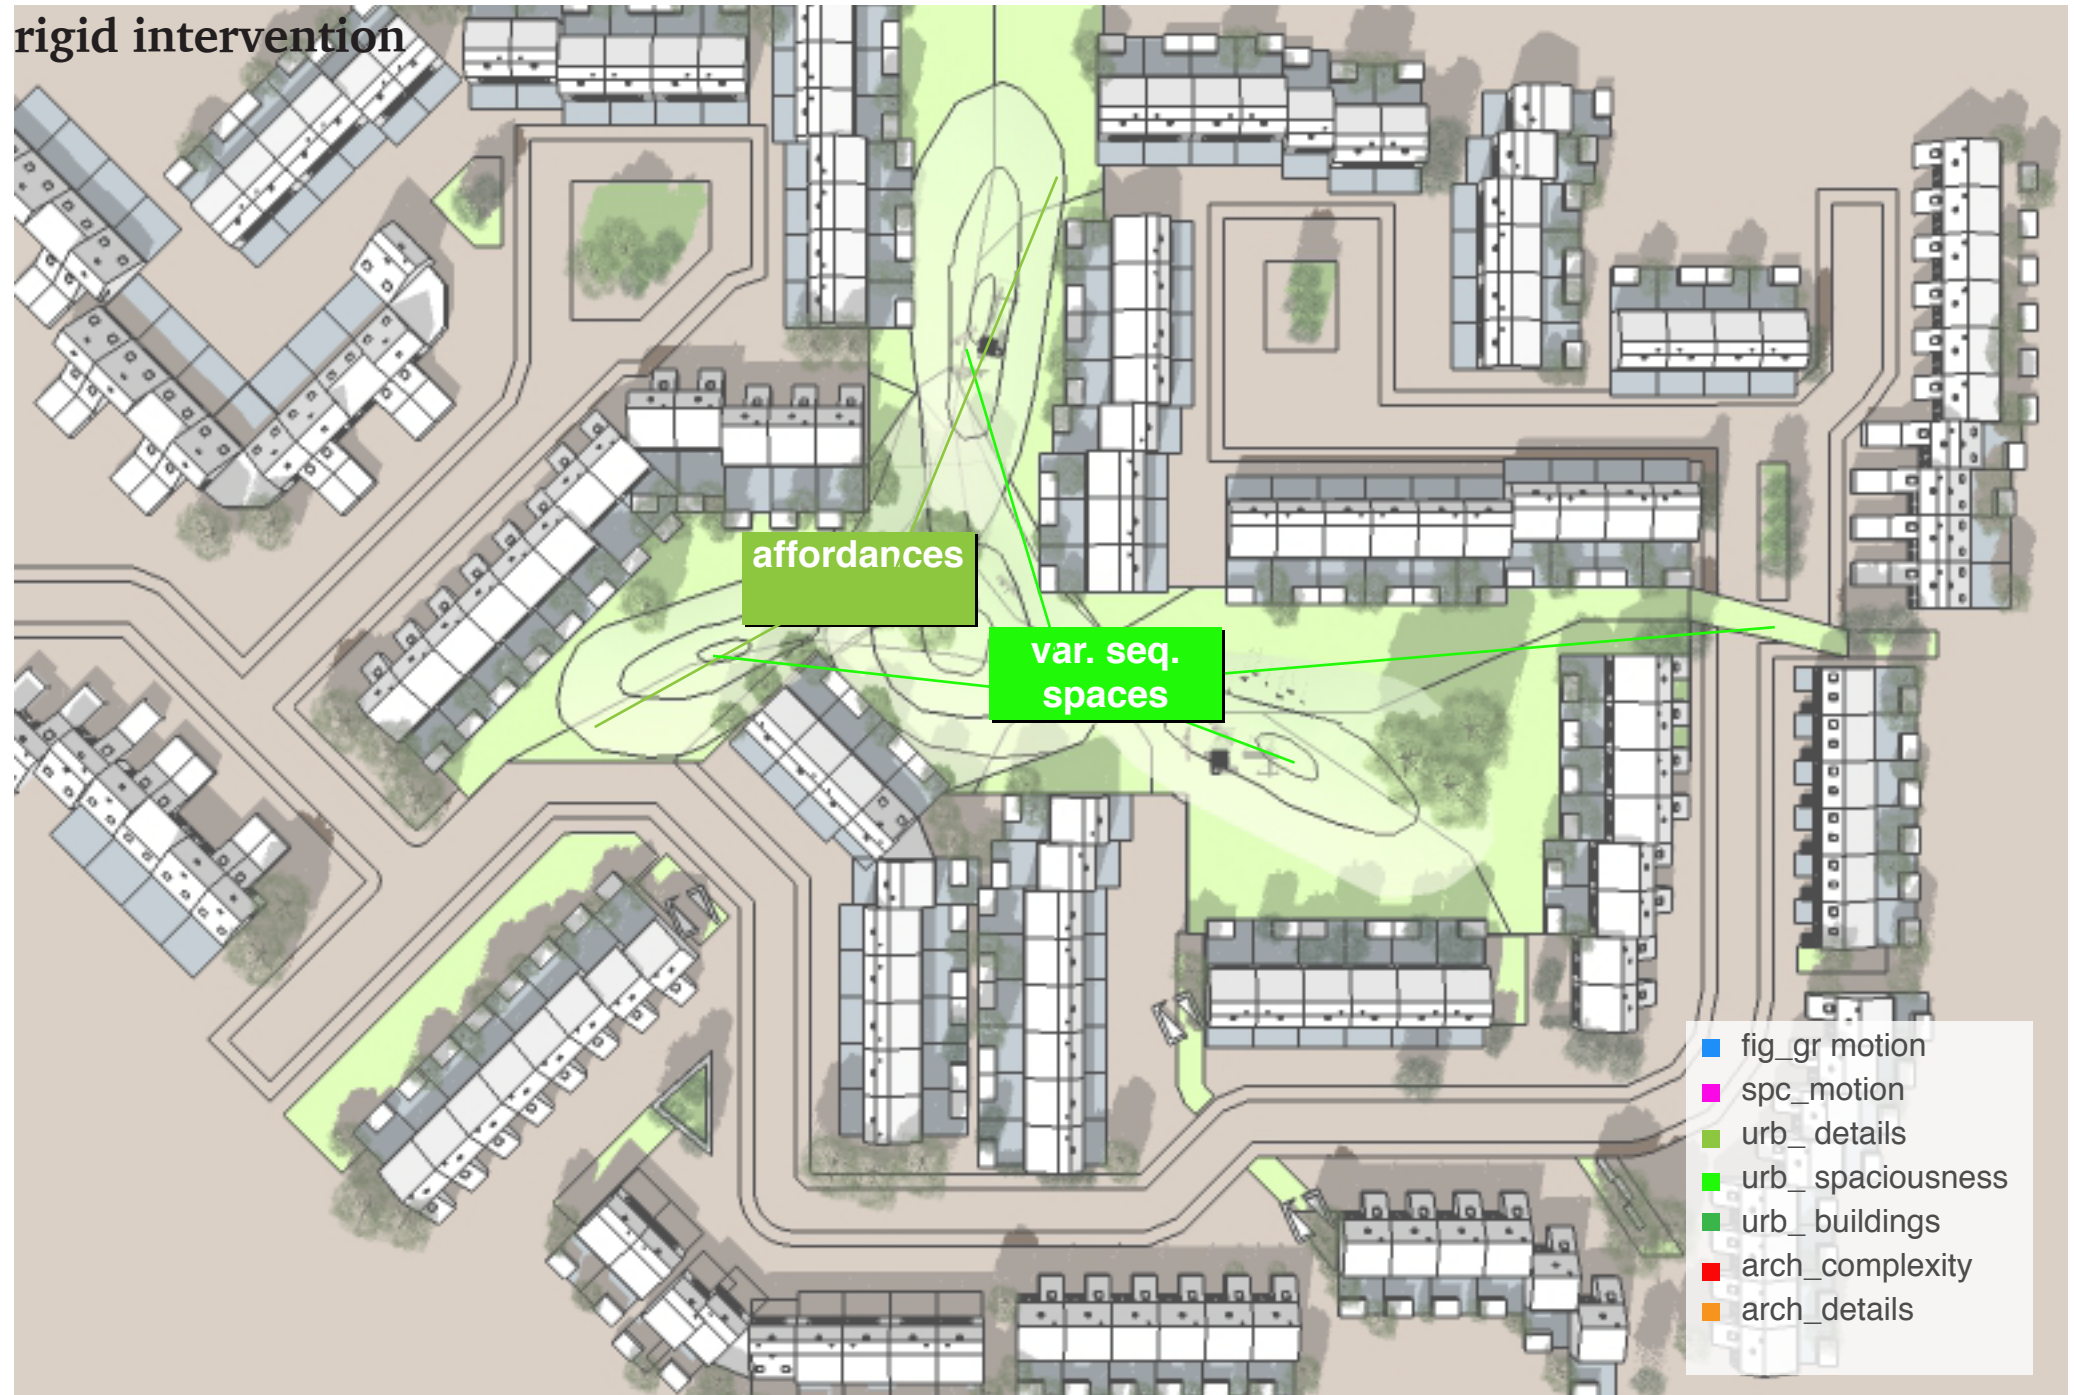 rigid intervention
affordances
var. seq.
spaces
fig_gr motion
spc_motion
urb_ details
urb_ spaciousness
urb_ buildings
arch_complexity
arch_details